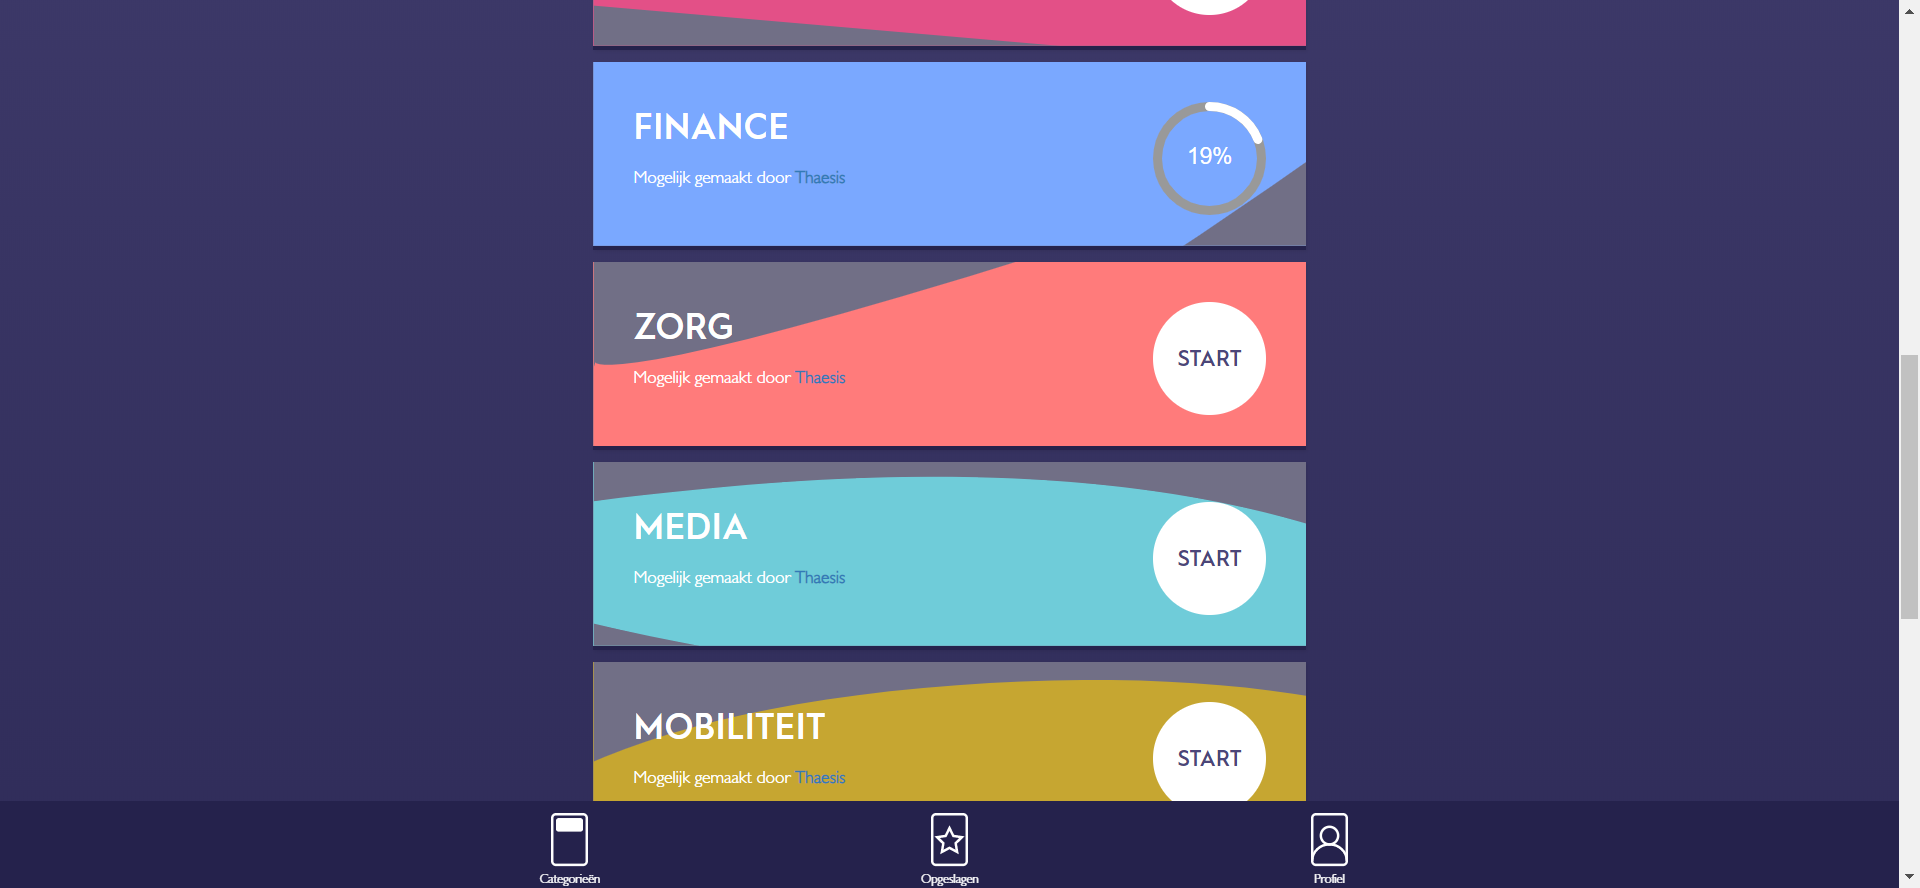 FINANCE
Mogelijk gemaakt door Thaesis
19%
ZORG
Mogelijk gemaakt door Thaesis
START
MEDIA
Mogelijk gemaakt door Thaesis
START
MOBILITEIT
Mogelijk gemaakt door Thaesis
START
Categorieën
Opgeslagen
Profiel